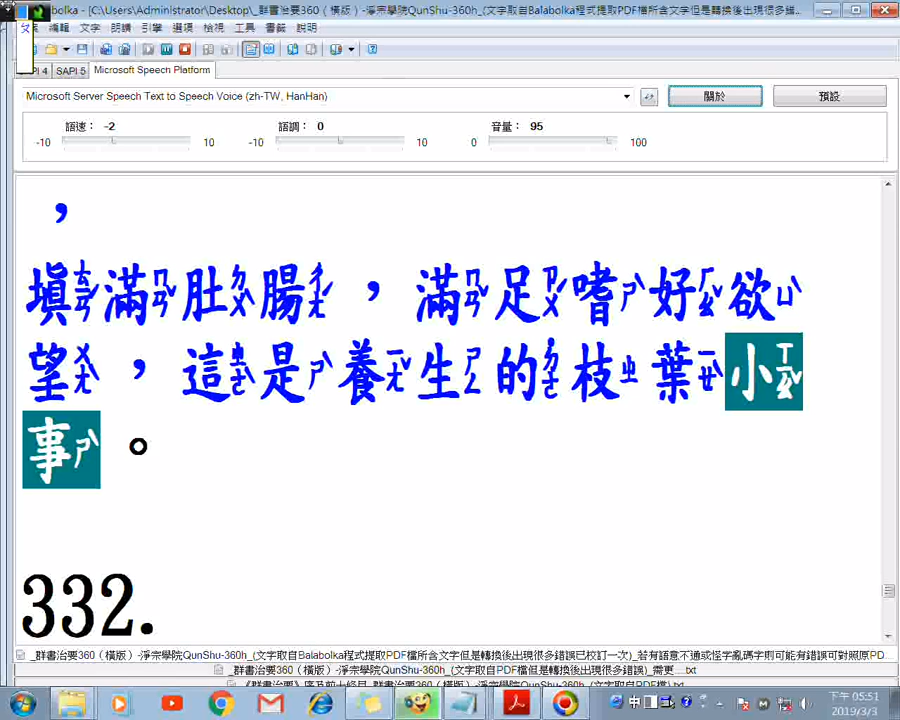 Balabolka - [C:\Users\Administrator\Desktop\_群書治要360（橫版）-淨宗學院QunShu-360h_(文字取自Balabolka程式提取PDF檔所含文字但是轉換後出現很多錯...
編輯 文字 朗讀 引擎 選項 檢視 工具 書籤 說明
PI 4 SAPI 5 Microsoft Speech Platform
Microsoft Server Speech Text to Speech Voice (zh-TW, HanHan) 關於 預設
語速： -2 語調： 0 音量： 95
-10 10 -10 10 0 100
，
填滿肚腸，滿足嗜好欲
望，這是養生的枝葉小
事。
332.
_群書治要360（橫版）-淨宗學院QunShu-360h_(文字取自Balabolka程式提取PDF檔所含文字但是轉換後出現很多錯誤已校訂一次)_若有語意不通或怪字亂碼字則可能有錯誤可對照原PD
_群書治要360（橫版）-淨宗學院QunShu-360h_(文字取自Balabolka程式提取PDF檔但是轉換後出現很多錯誤)_需更....txt
中
下午 05:51
2019/3/3